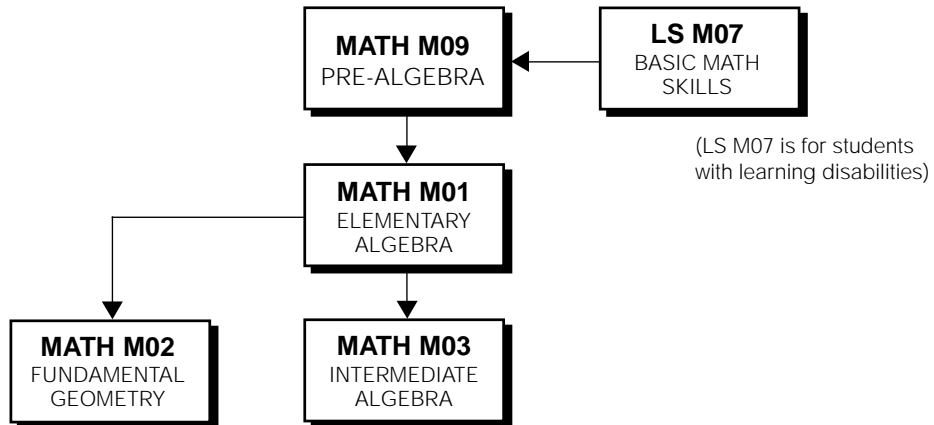 MATH M09
PRE-ALGEBRA
LS M07
BASIC MATH
SKILLS
(LS M07 is for students
with learning disabilities)
MATH M01
ELEMENTARY
ALGEBRA
MATH M02
FUNDAMENTAL
GEOMETRY
MATH M03
INTERMEDIATE
ALGEBRA